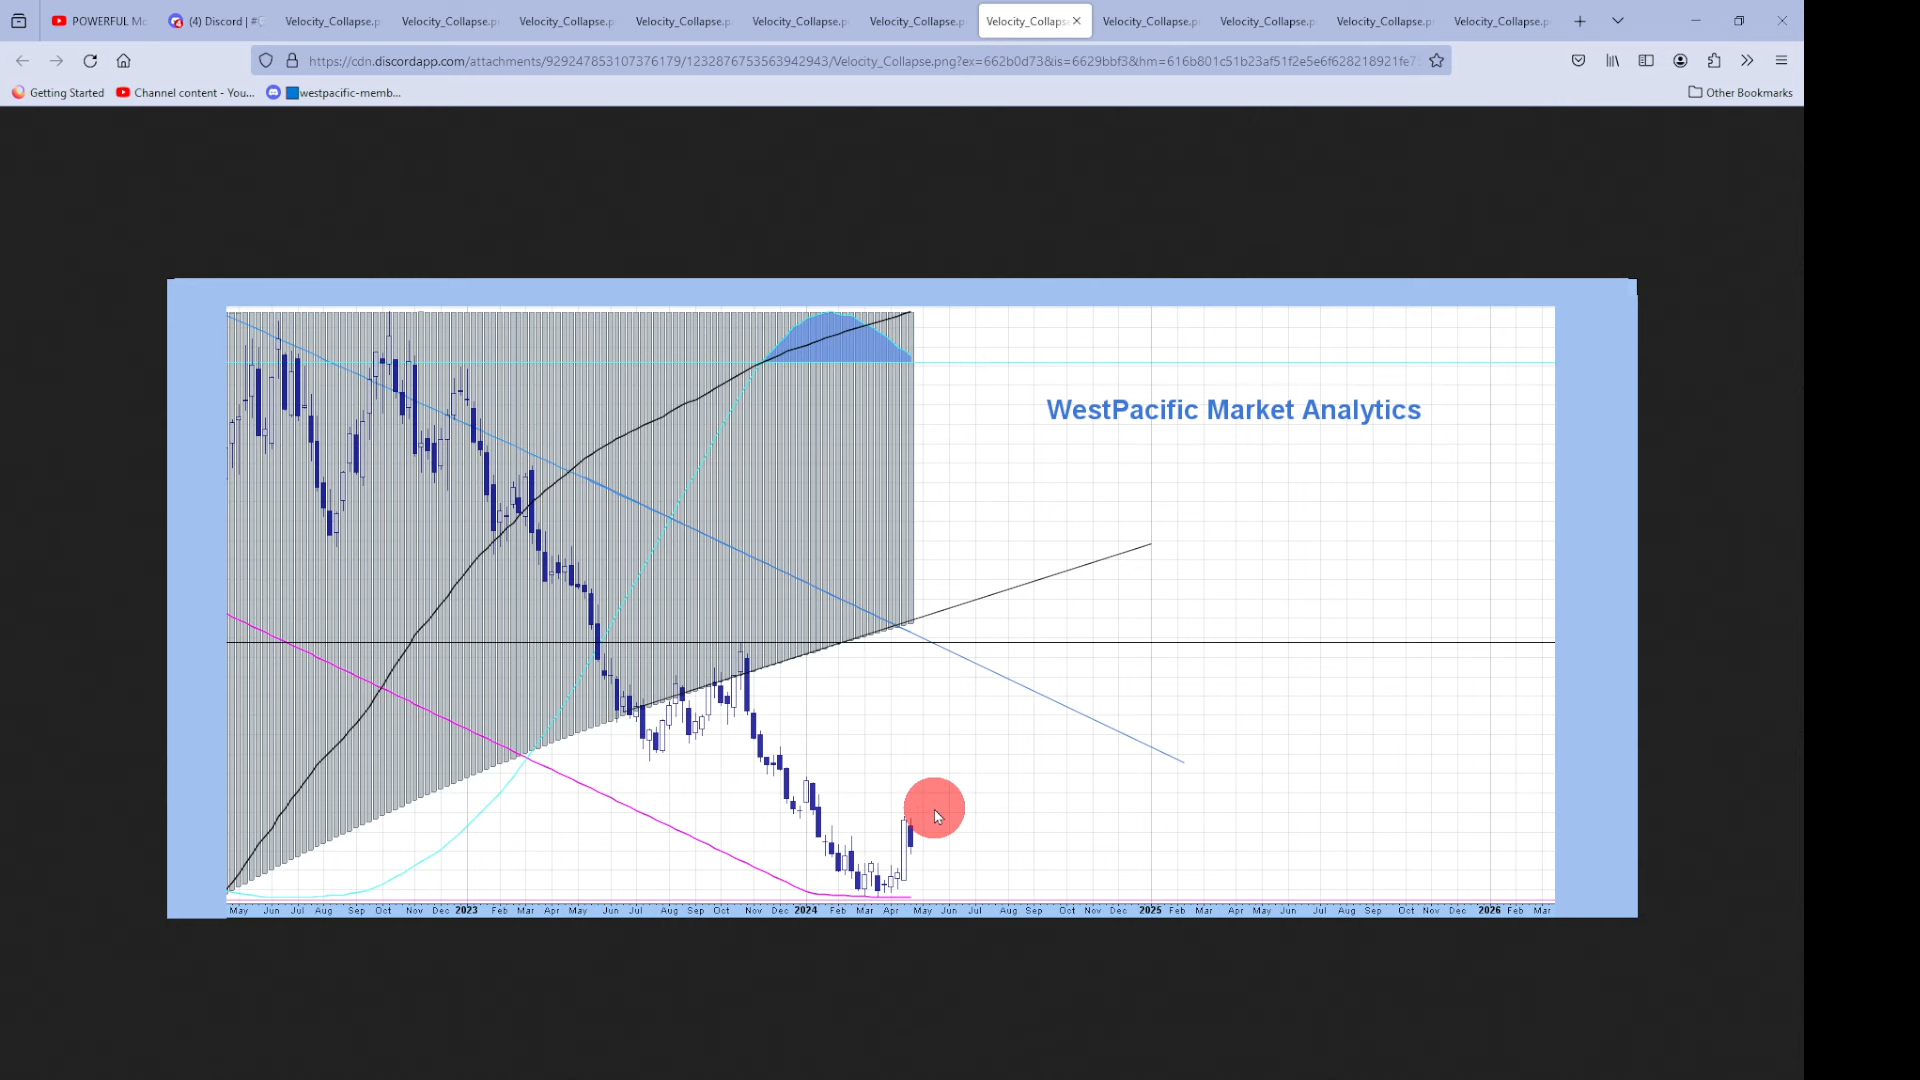 POWERFUL Mo
(4) Discord | #
Velocity_Collapse.p
Velocity_Collapse.p
Velocity_Collapse.p
Velocity_Collapse.p
Velocity_Collapse.p
Velocity_Collapse.p
Velocity_Collapse
Velocity_Collapse.p
Velocity_Collapse.p
Velocity_Collapse.p
Velocity_Collapse.p
https://cdn.discordapp.com/attachments/929247853107376179/1232876753563942943/Velocity_Collapse.png?ex=662b0d73&is=6629bbf3&hm=616b801c51b23af51f2e5e6f628218921fe7
Getting Started
Channel content - You...
westpacific-memb...
Other Bookmarks
WestPacific Market Analytics
May Jun Jul Aug Sep Oct Nov Dec 2023 Feb Mar Apr May Jun Jul Aug Sep Oct Nov Dec 2024 Feb Mar Apr May Jun Jul Aug Sep Oct Nov Dec 2025 Feb Mar Apr May Jun Jul Aug Sep Oct Nov Dec 2026 Feb Mar